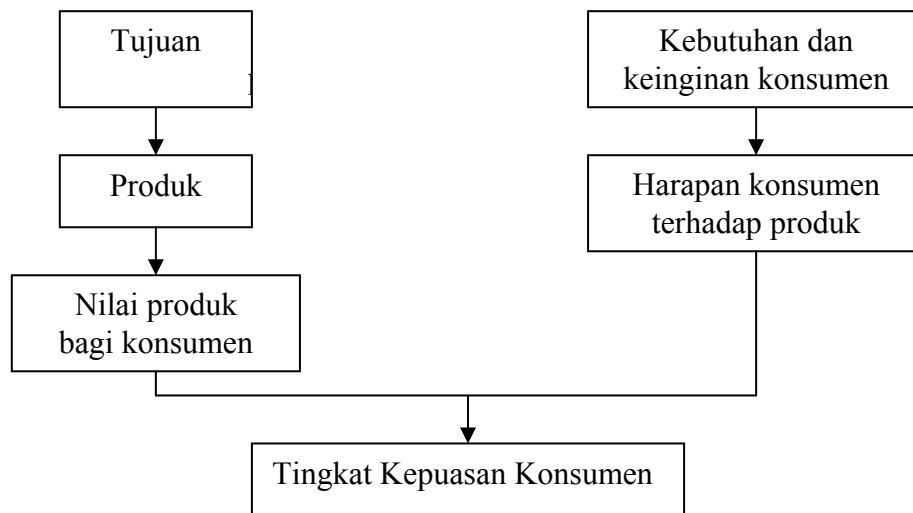 Tujuan
Produk
Nilai produk
bagi konsumen
Kebutuhan dan
keinginan konsumen
Harapan konsumen
terhadap produk
Tingkat Kepuasan Konsumen